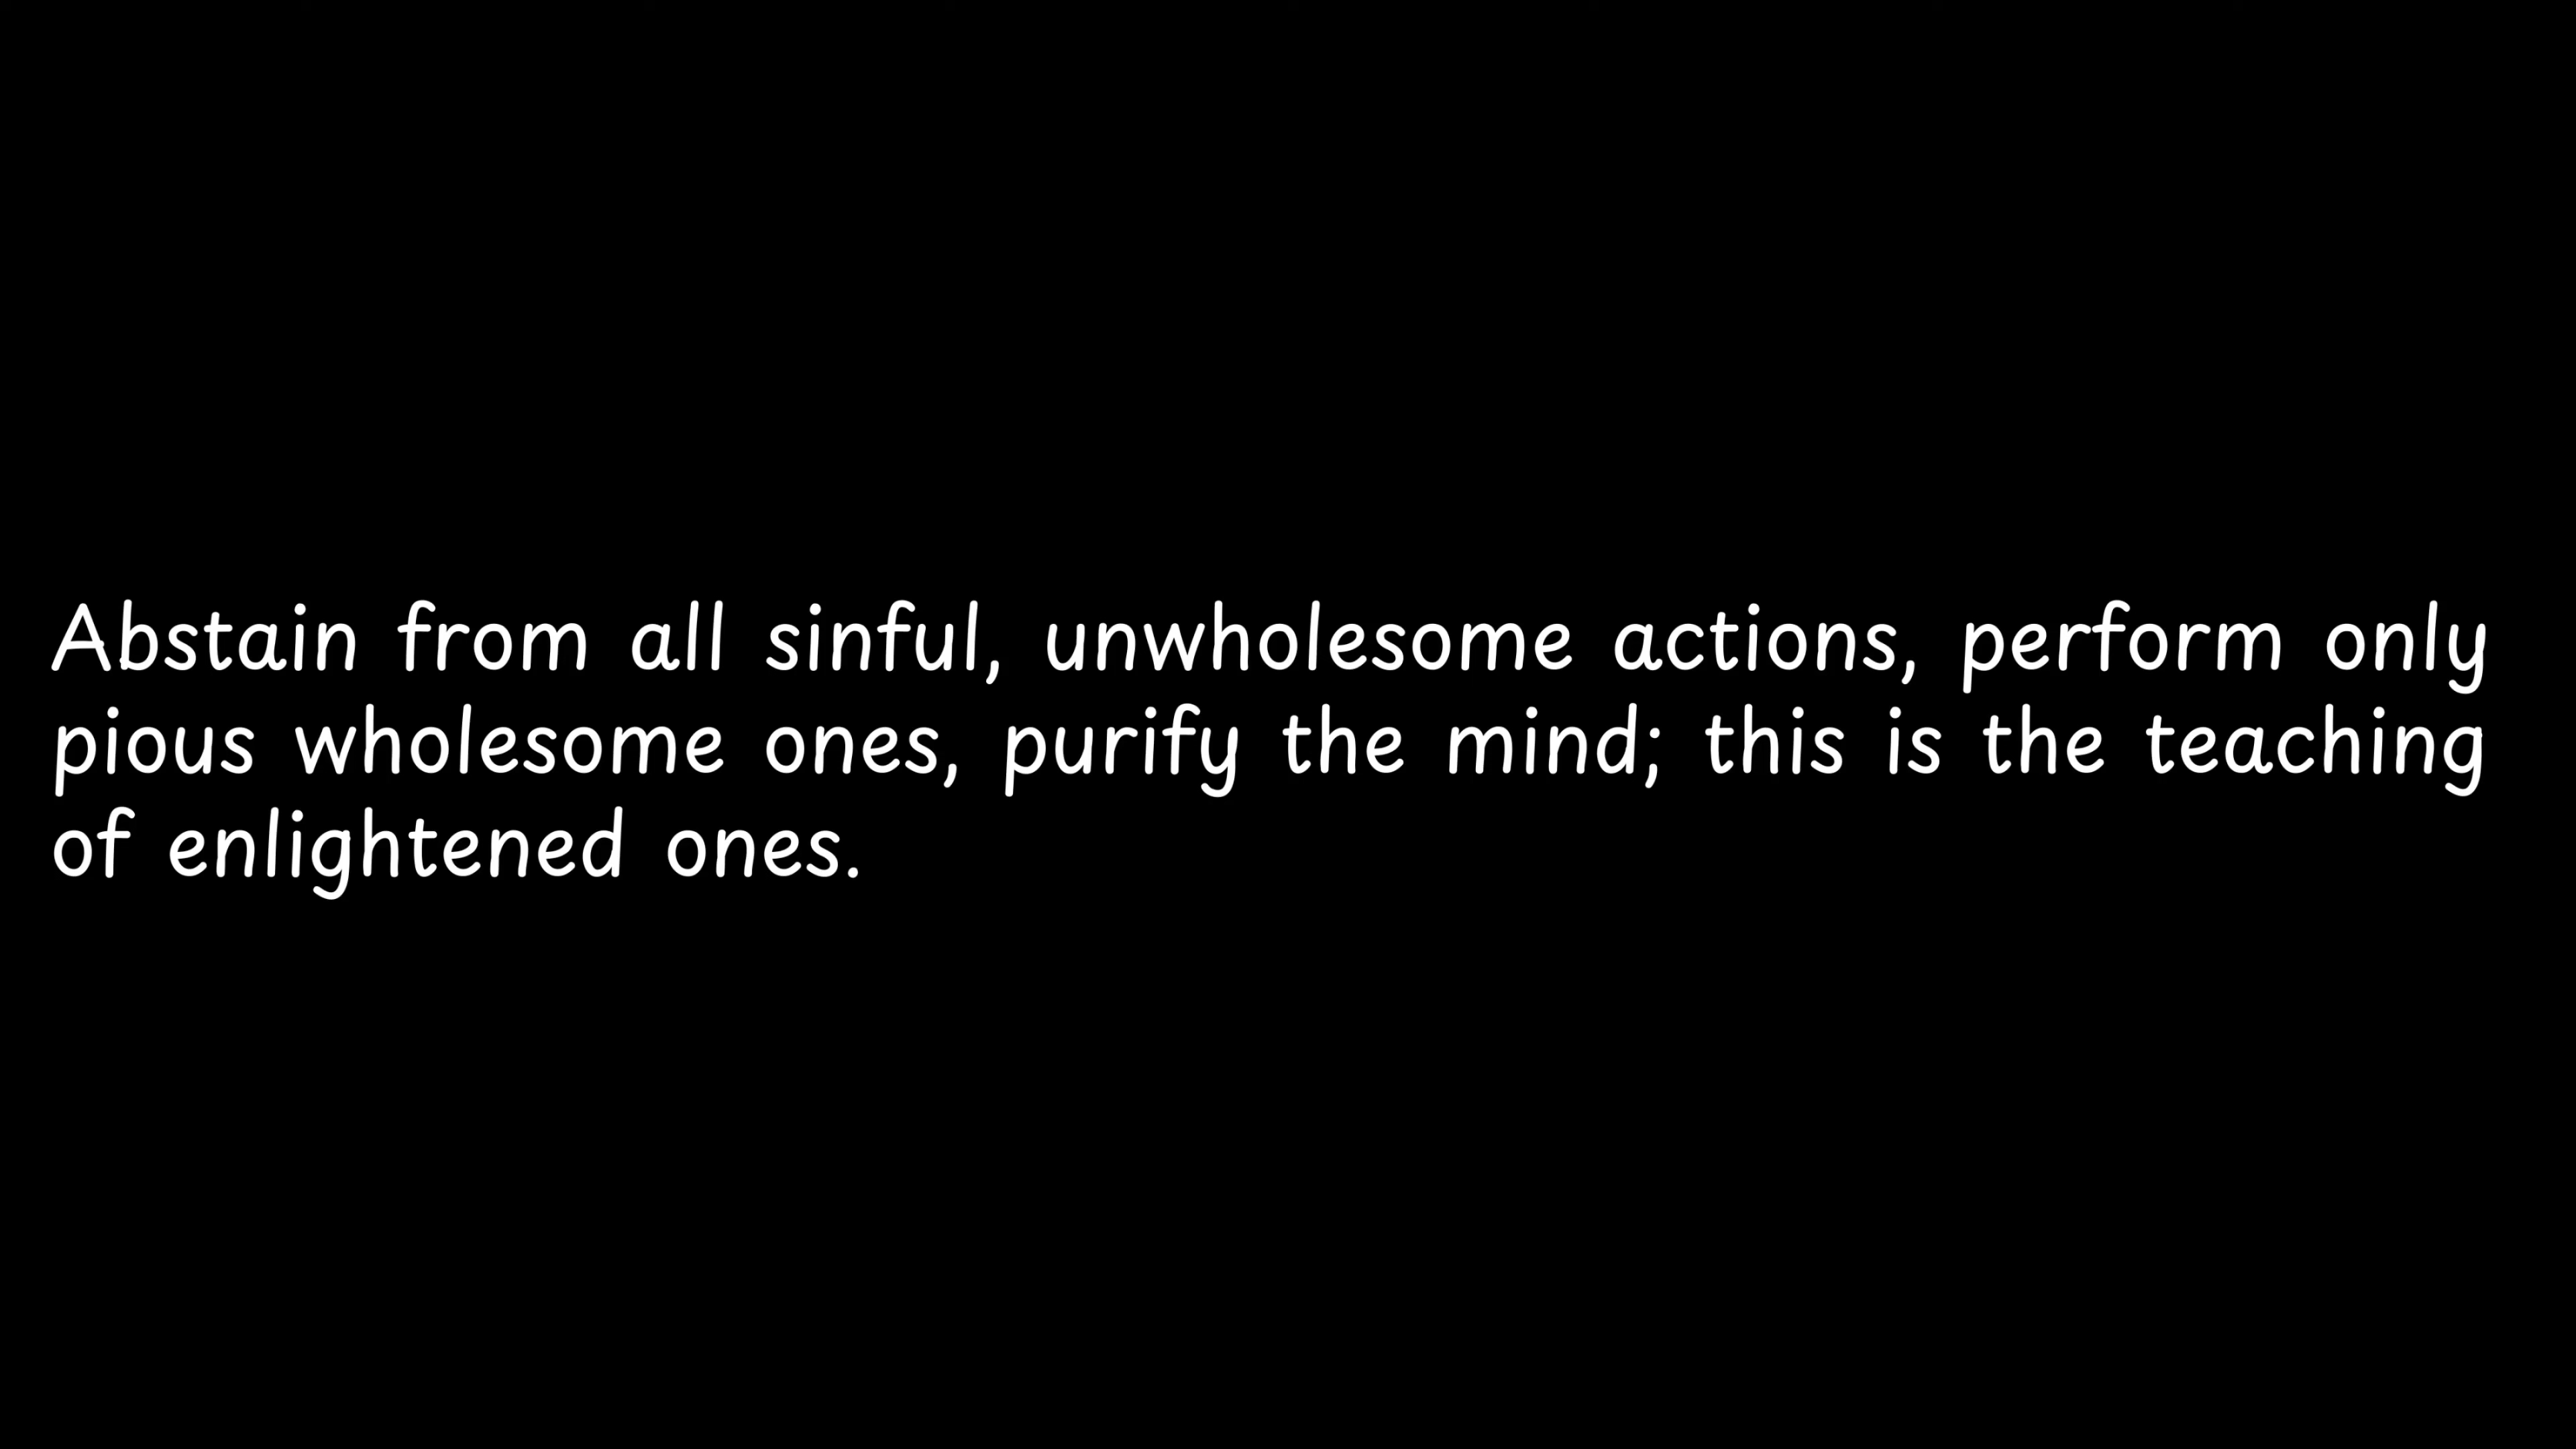 Abstain from all sinful, unwholesome actions, perform only
pious wholesome ones, purify the mind; this is the teaching
of enlightened ones.